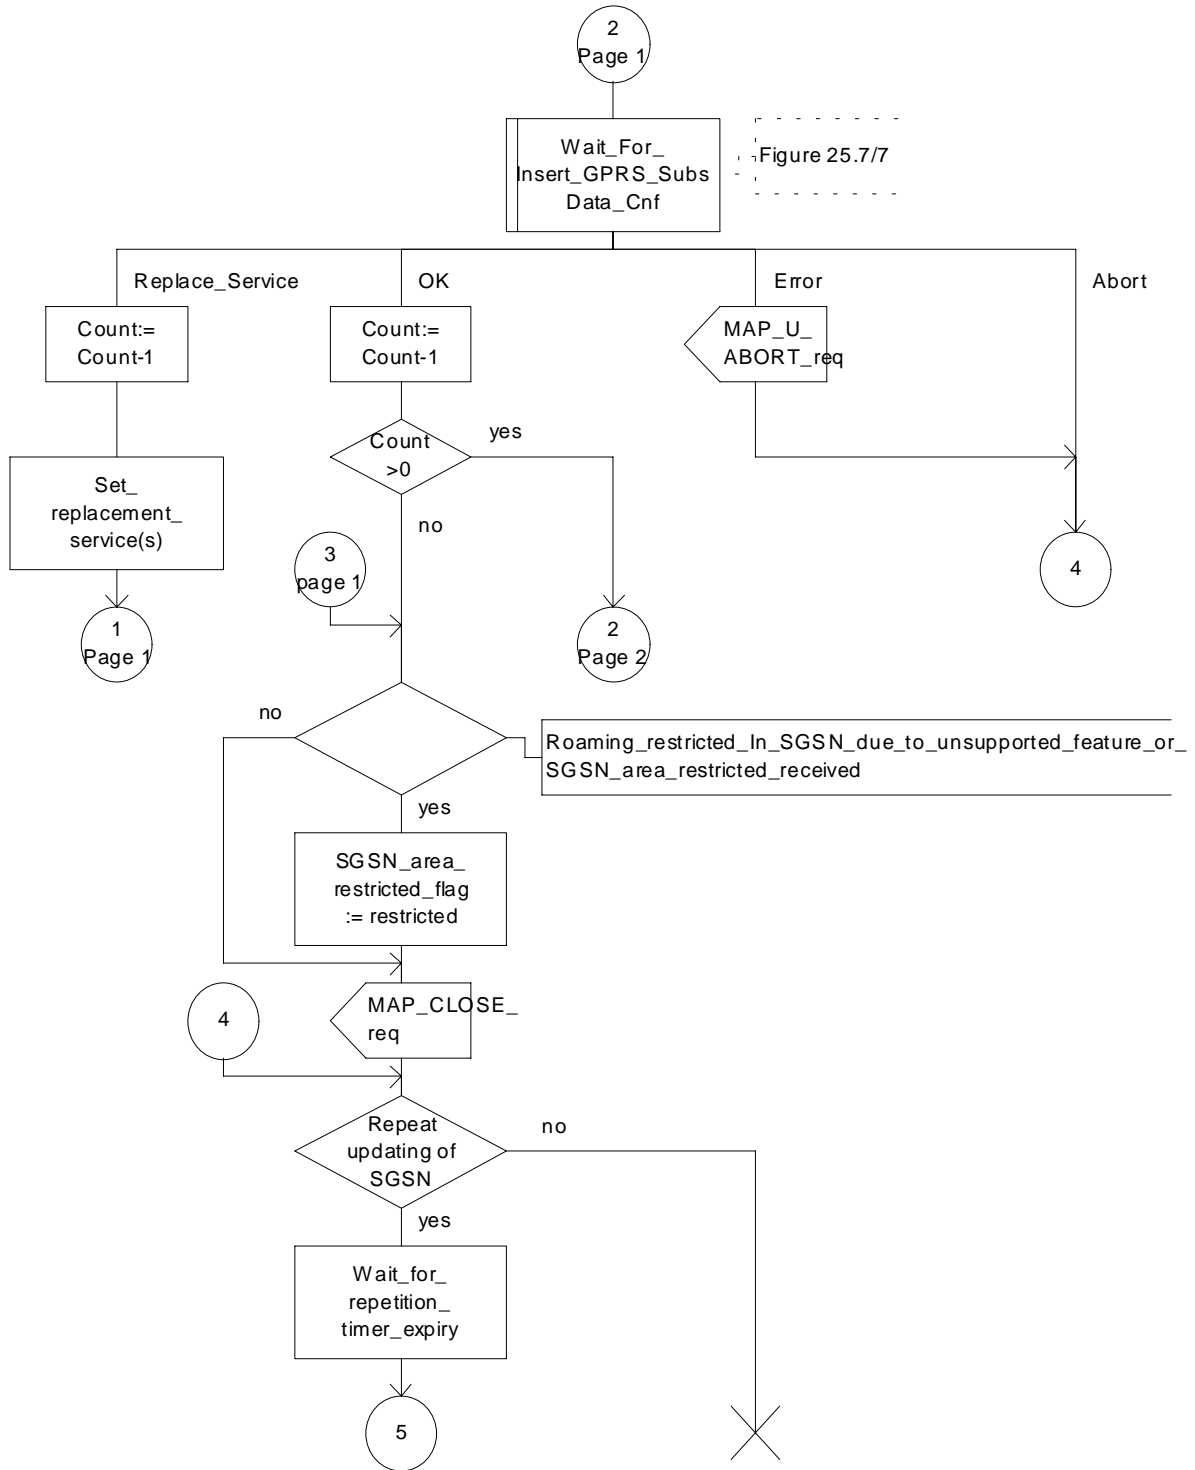 2
Page 1
Wait_For_
Insert_GPRS_Subs
Data_Cnf
Figure 25.7/7
Replace_Service
OK
Error
Abort
Count:=
Count-1
Count:=
Count-1
MAP_U_
ABORT_req
Count
>0
yes
Set_
replacement_
service(s)
no
3
page 1
4
1
Page 1
2
Page 2
no
Roaming_restricted_In_SGSN_due_to_unsupported_feature_or_
SGSN_area_restricted_received
yes
SGSN_area_
restricted_flag
:= restricted
4
MAP_CLOSE_
req
Repeat
updating of
SGSN
no
yes
Wait_for_
repetition_
timer_expiry
5